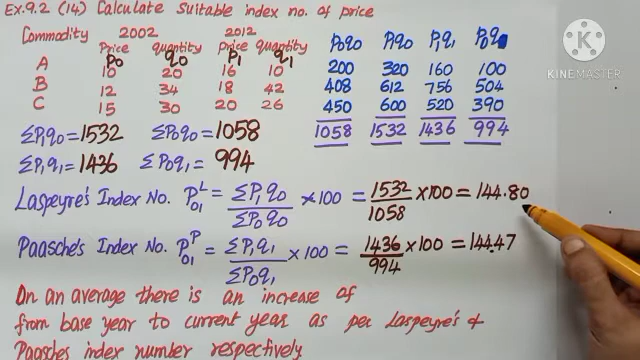 Ex.9.2 (14) Calculate suitable index no. of price
Commodity 2002 2012
Price quantity Price quantity P0q0 P1q0 P1q1 P0q1
P0 q0 P1 q1
A 10 20 16 10 200 320 160 100
B 12 34 18 42 408 612 756 504
C 15 30 20 26 450 600 520 390
1058 1532 1436 994
ΣP1q0 = 1532 ΣP0q0 = 1058
ΣP1q1 = 1436 ΣP0q1 = 994
Laspeyre's Index No. P01^L = ΣP1q0/ΣP0q0 × 100 = 1532/1058 × 100 = 144.80
Paasche's Index No. P01^P = ΣP1q1/ΣP0q1 × 100 = 1436/994 × 100 = 144.47
On an average there is an increase of
from base year to current year as per Laspeyre's &
Paasches index number respectively
KINEMASTER